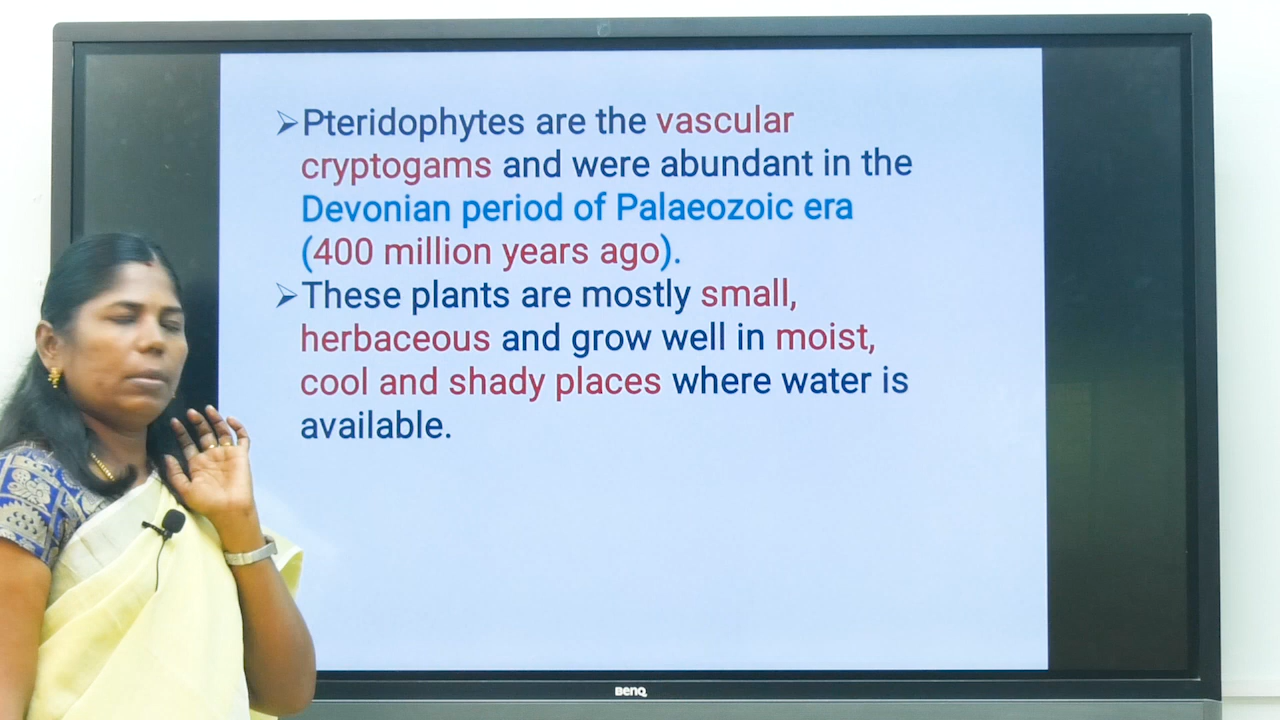 ➢Pteridophytes are the vascular
cryptogams and were abundant in the
Devonian period of Palaeozoic era
(400 million years ago).
➢These plants are mostly small,
herbaceous and grow well in moist,
cool and shady places where water is
available.
BenQ